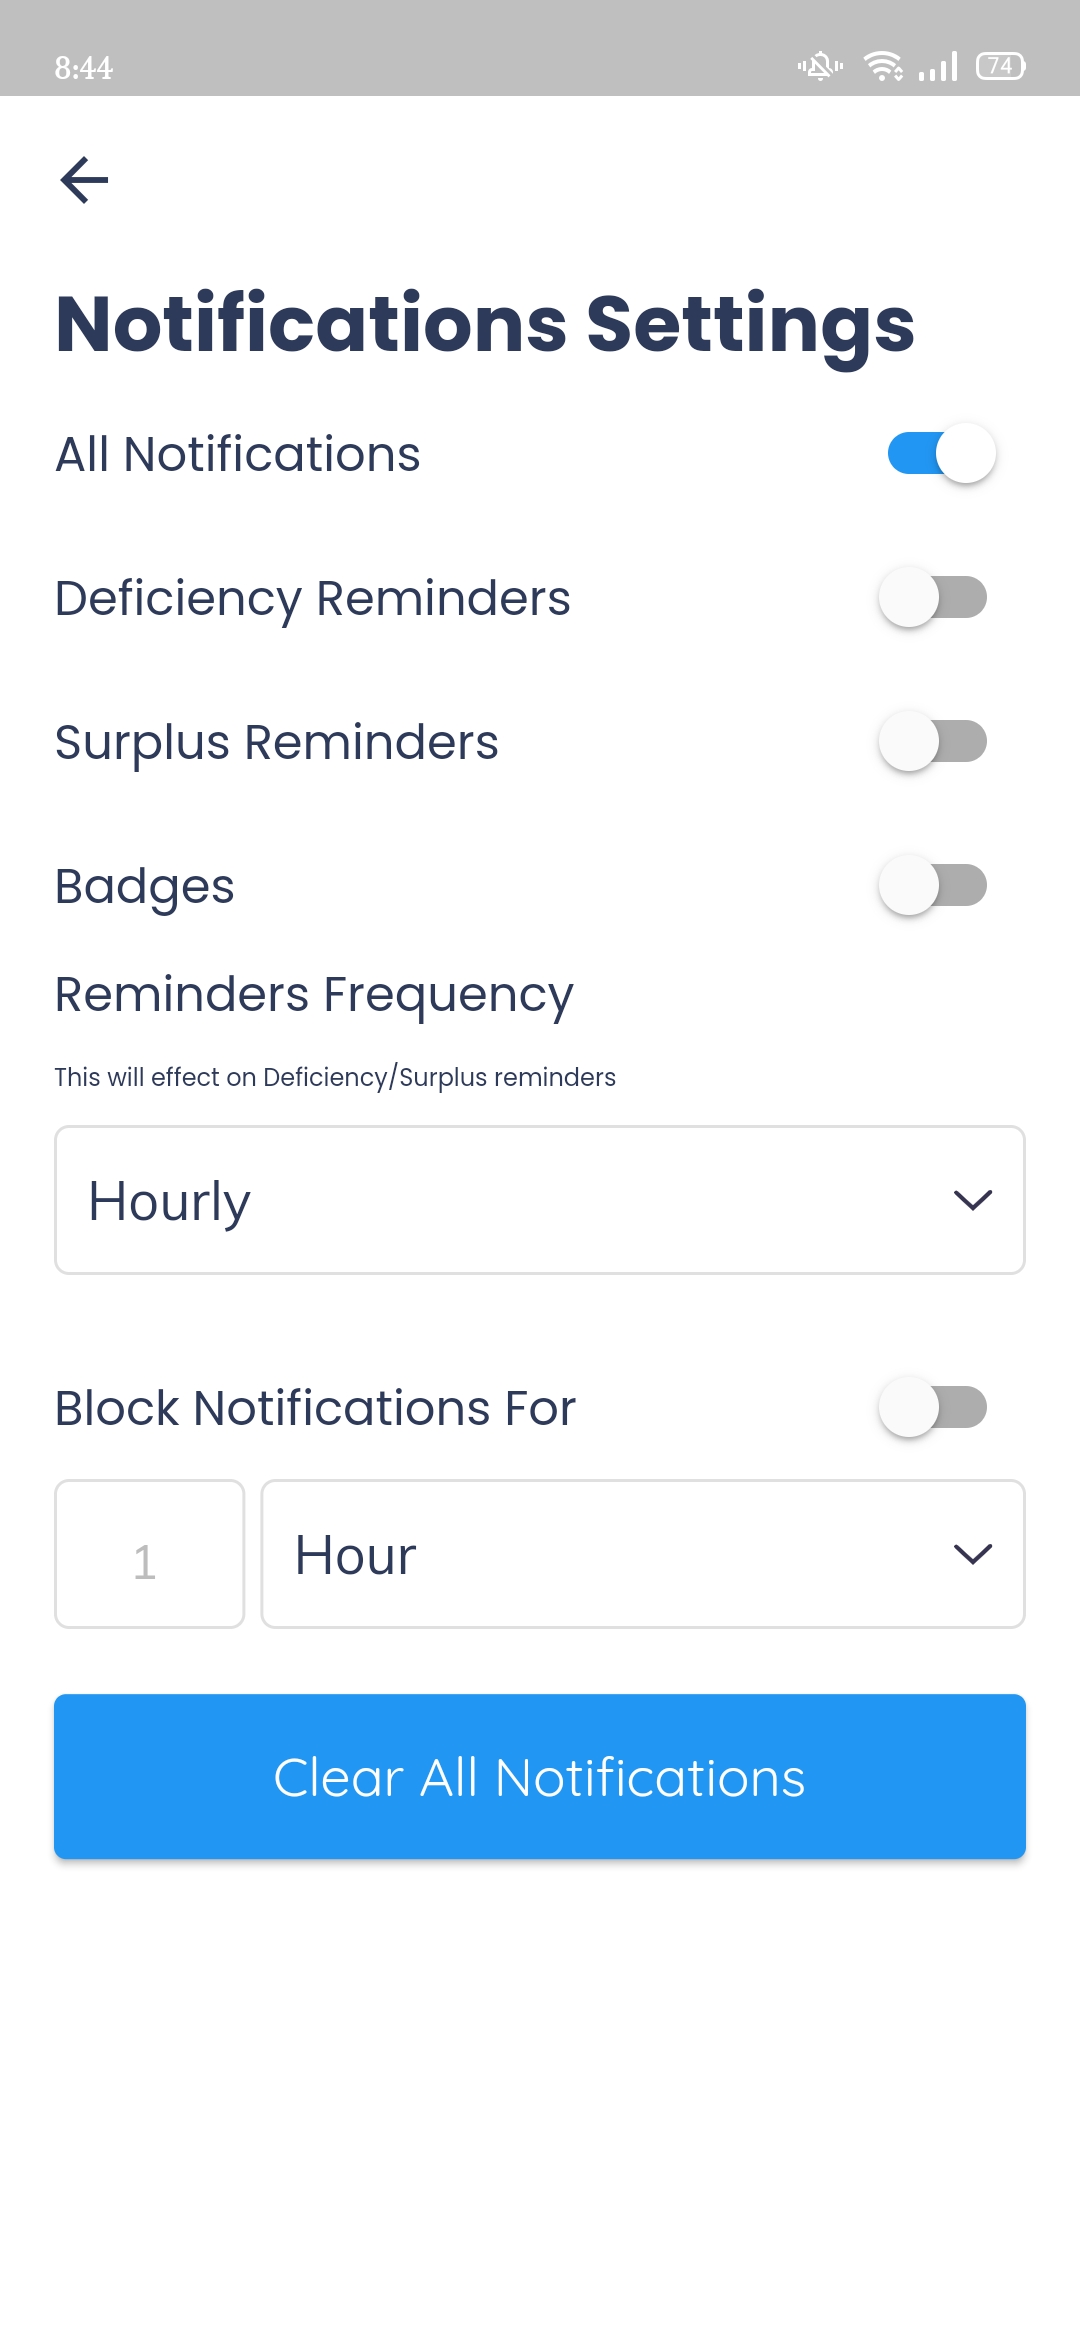 8:44
74
Notifications Settings
All Notifications
Deficiency Reminders
Surplus Reminders
Badges
Reminders Frequency
This will effect on Deficiency/Surplus reminders
Hourly
Block Notifications For
1
Hour
Clear All Notifications